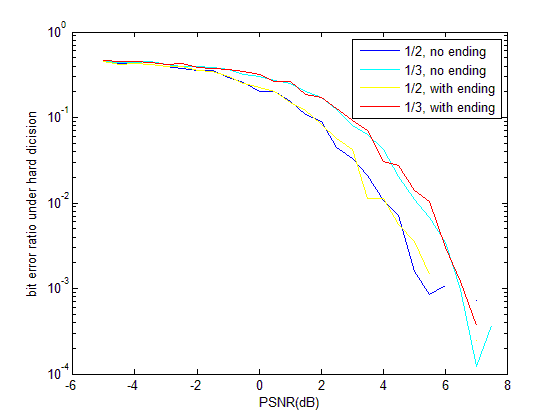 10^0
10^-1
10^-2
10^-3
10^-4
-6
-4
-2
0
2
4
6
8
PSNR(dB)
bit error ratio under hard dicision
1/2, no ending
1/3, no ending
1/2, with ending
1/3, with ending